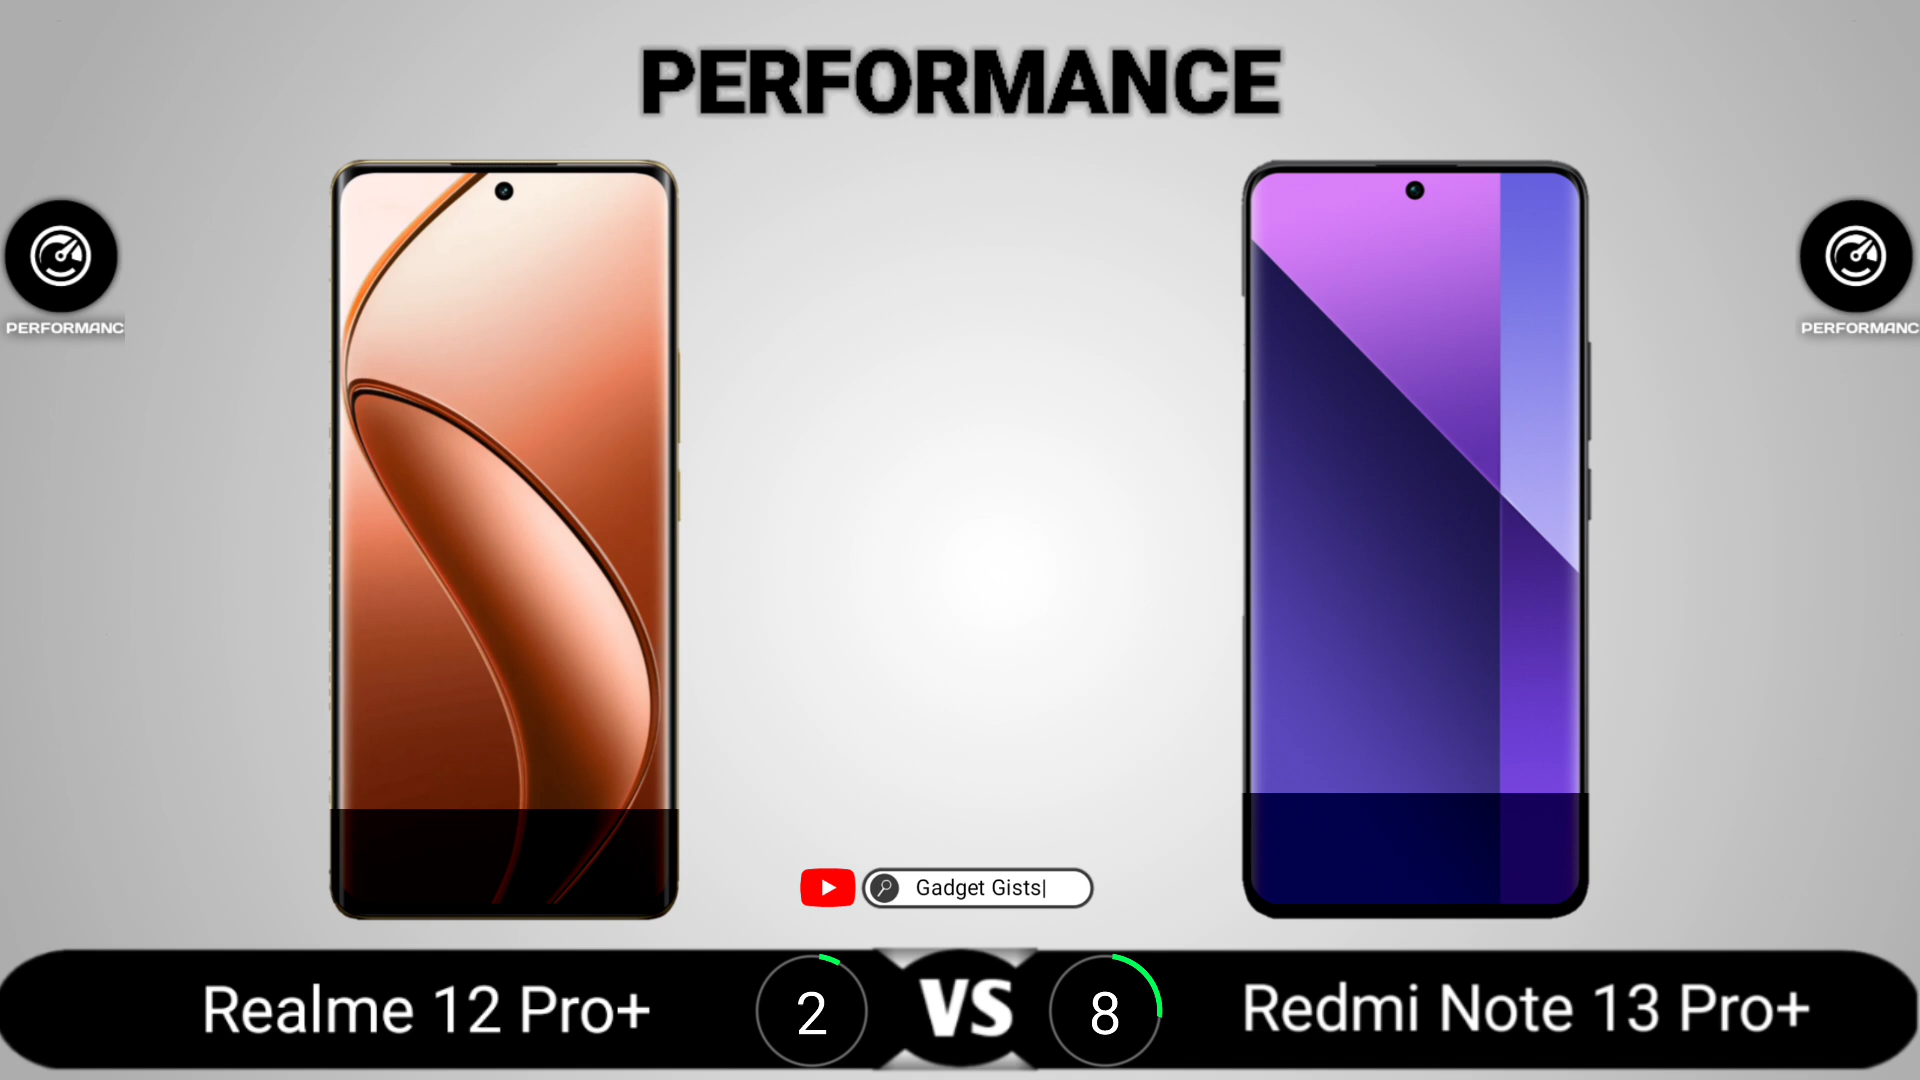 PERFORMANCE
PERFORMANC
PERFORMANC
Gadget Gists|
Realme 12 Pro+
2
VS
8
Redmi Note 13 Pro+